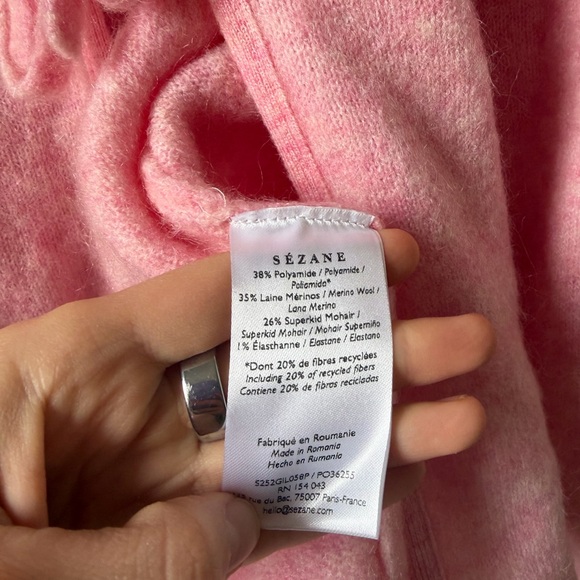 SÉZANE
38% Polyamide / Polyamide /
Poliamida*
35% Laine Mérinos / Merino Wool /
Lana Merino
26% Superkid Mohair /
Superkid Mohair / Mohair Supermiño
1% Élasthanne / Elastane / Elastano
*Dont 20% de fibres recyclées
Including 20% of recycled fibers
Contiene 20% de fibras recicladas
Fabriqué en Roumanie
Made in Romania
Hecho en Rumania
S252GIL058P / PO36255
RN 154 043
rue du Bac, 75007 Paris-France
hello@sezane.com